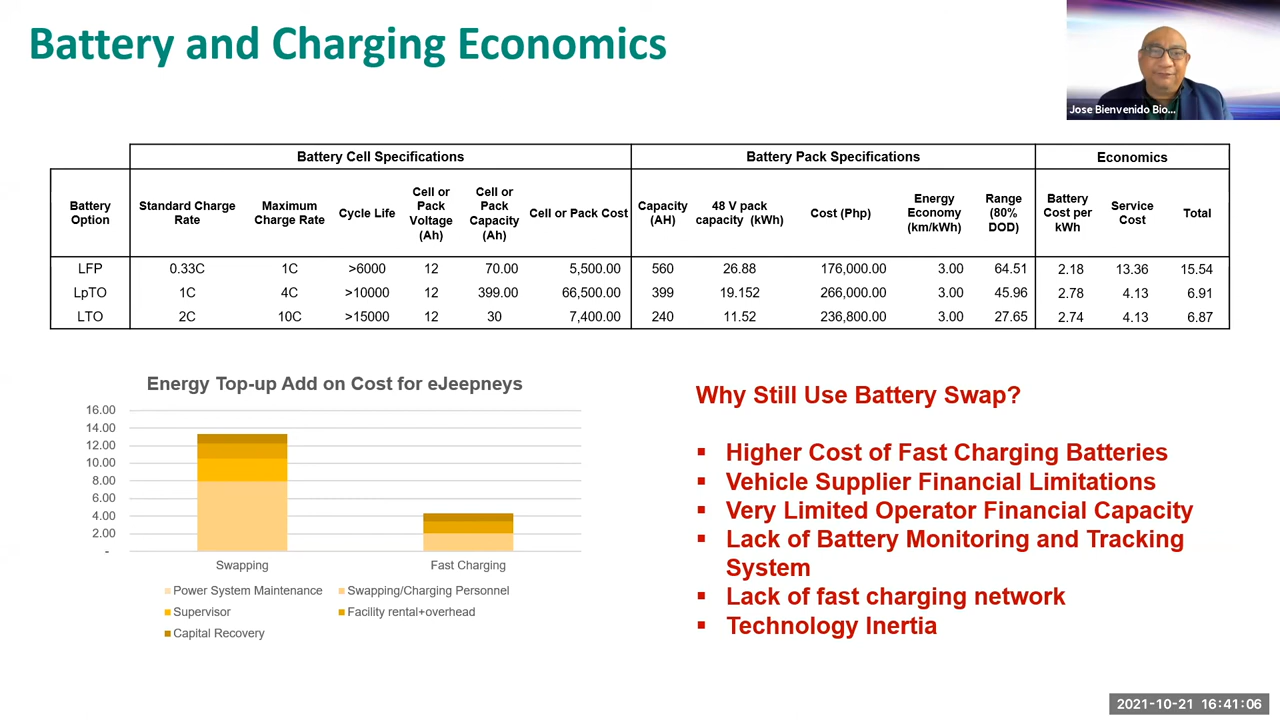 Battery and Charging Economics
Jose Bienvenido Bio...
Battery Cell Specifications Battery Pack Specifications Economics
Battery Option Standard Charge Rate Maximum Charge Rate Cycle Life Cell or Pack Voltage (Ah) Cell or Pack Capacity (Ah) Cell or Pack Cost Capacity (AH) 48 V pack capacity (kWh) Cost (Php) Energy Economy (km/kWh) Range (80% DOD) Battery Cost per kWh Service Cost Total
LFP 0.33C 1C >6000 12 70.00 5,500.00 560 26.88 176,000.00 3.00 64.51 2.18 13.36 15.54
LpTO 1C 4C >10000 12 399.00 66,500.00 399 19.152 266,000.00 3.00 45.96 2.78 4.13 6.91
LTO 2C 10C >15000 12 30 7,400.00 240 11.52 236,800.00 3.00 27.65 2.74 4.13 6.87
Energy Top-up Add on Cost for eJeepneys
16.00
14.00
12.00
10.00
8.00
6.00
4.00
2.00
-
Swapping Fast Charging
Power System Maintenance Swapping/Charging Personnel
Supervisor Facility rental+overhead
Capital Recovery
Why Still Use Battery Swap?
▪ Higher Cost of Fast Charging Batteries
▪ Vehicle Supplier Financial Limitations
▪ Very Limited Operator Financial Capacity
▪ Lack of Battery Monitoring and Tracking
System
▪ Lack of fast charging network
▪ Technology Inertia
2021-10-21 16:41:06